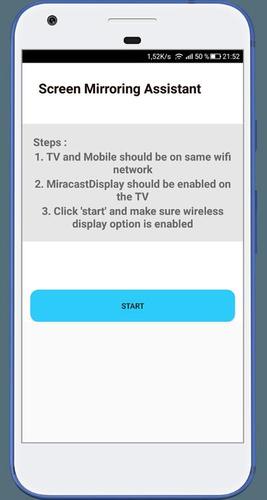 1,52K/s 50 % 21:52
Screen Mirroring Assistant
Steps :
1. TV and Mobile should be on same wifi
network
2. MiracastDisplay should be enabled on
the TV
3. Click 'start' and make sure wireless
display option is enabled
START